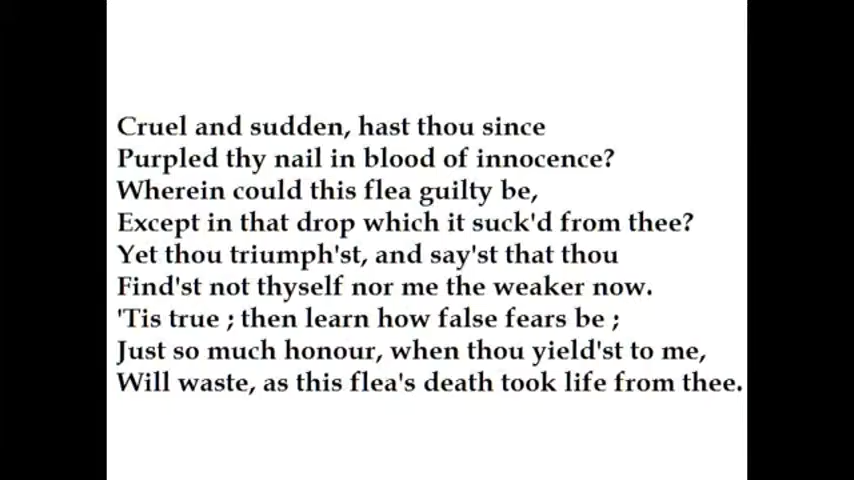 Cruel and sudden, hast thou since
Purpled thy nail in blood of innocence?
Wherein could this flea guilty be,
Except in that drop which it suck'd from thee?
Yet thou triumph'st, and say'st that thou
Find'st not thyself nor me the weaker now.
'Tis true ; then learn how false fears be ;
Just so much honour, when thou yield'st to me,
Will waste, as this flea's death took life from thee.